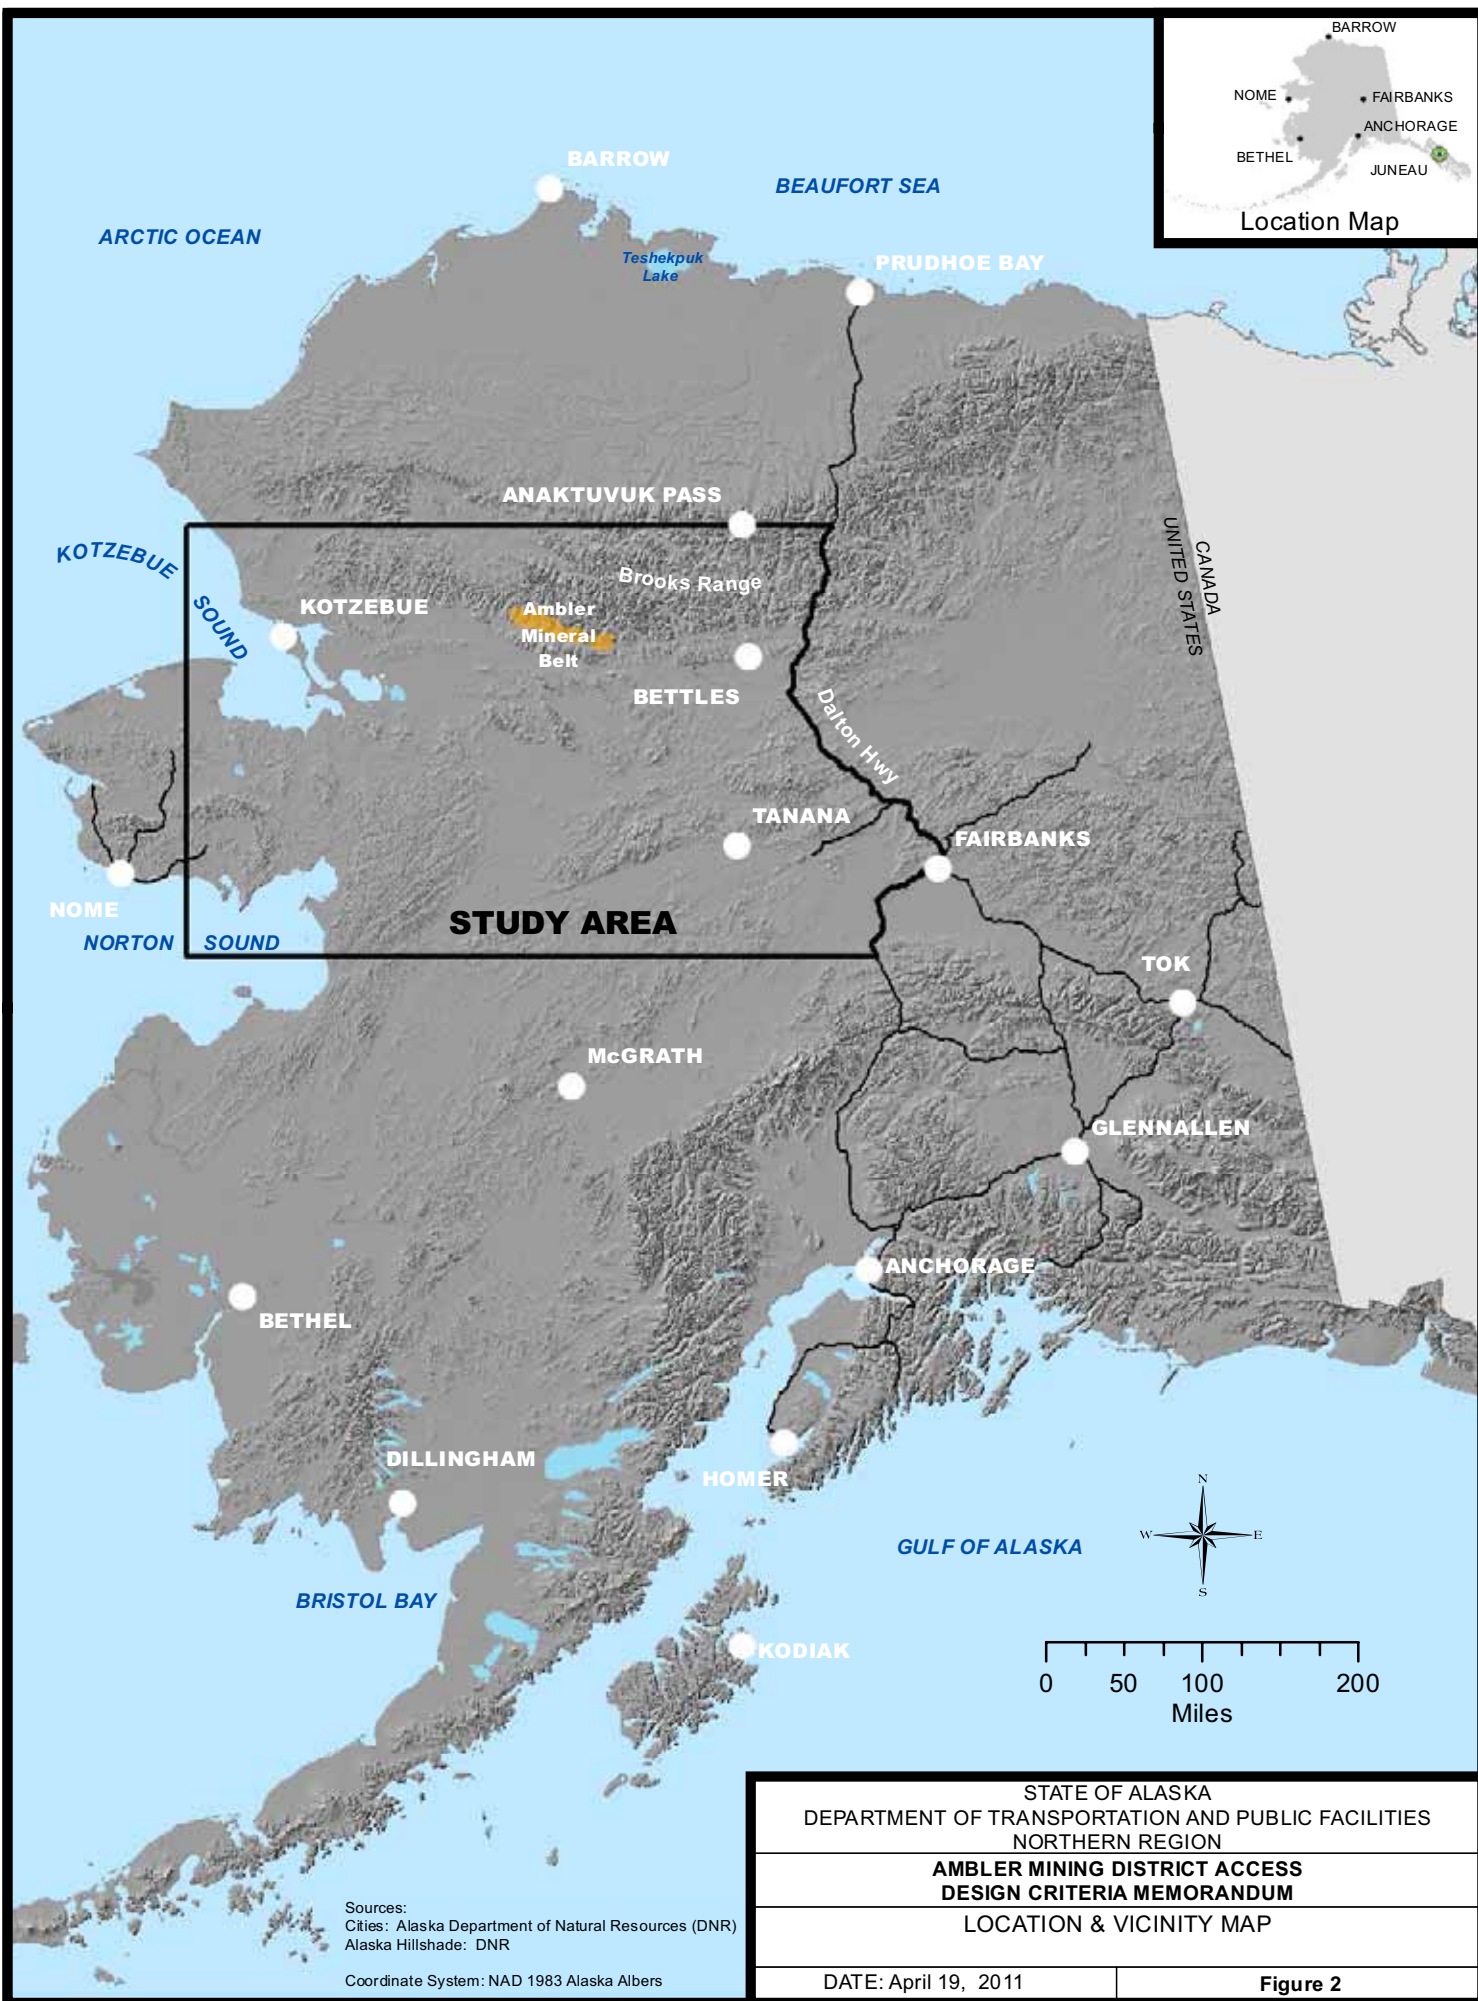 BARROW
NOME
FAIRBANKS
ANCHORAGE
BETHEL
JUNEAU
Location Map
BARROW
BEAUFORT SEA
ARCTIC OCEAN
Teshekpuk
Lake
PRUDHOE BAY
ANAKTUVUK PASS
KOTZEBUE
SOUND
Brooks Range
CANADA
UNITED STATES
KOTZEBUE
Ambler
Mineral
Belt
BETTLES
Dalton Hwy
TANANA
FAIRBANKS
NOME
STUDY AREA
NORTON SOUND
TOK
McGRATH
GLENNALLEN
ANCHORAGE
BETHEL
DILLINGHAM
HOMER
N
W E
S
GULF OF ALASKA
BRISTOL BAY
KODIAK
0 50 100 200
Miles
STATE OF ALASKA
DEPARTMENT OF TRANSPORTATION AND PUBLIC FACILITIES
NORTHERN REGION
AMBLER MINING DISTRICT ACCESS
DESIGN CRITERIA MEMORANDUM
LOCATION & VICINITY MAP
DATE: April 19, 2011
Figure 2
Sources:
Cities: Alaska Department of Natural Resources (DNR)
Alaska Hillshade: DNR
Coordinate System: NAD 1983 Alaska Albers